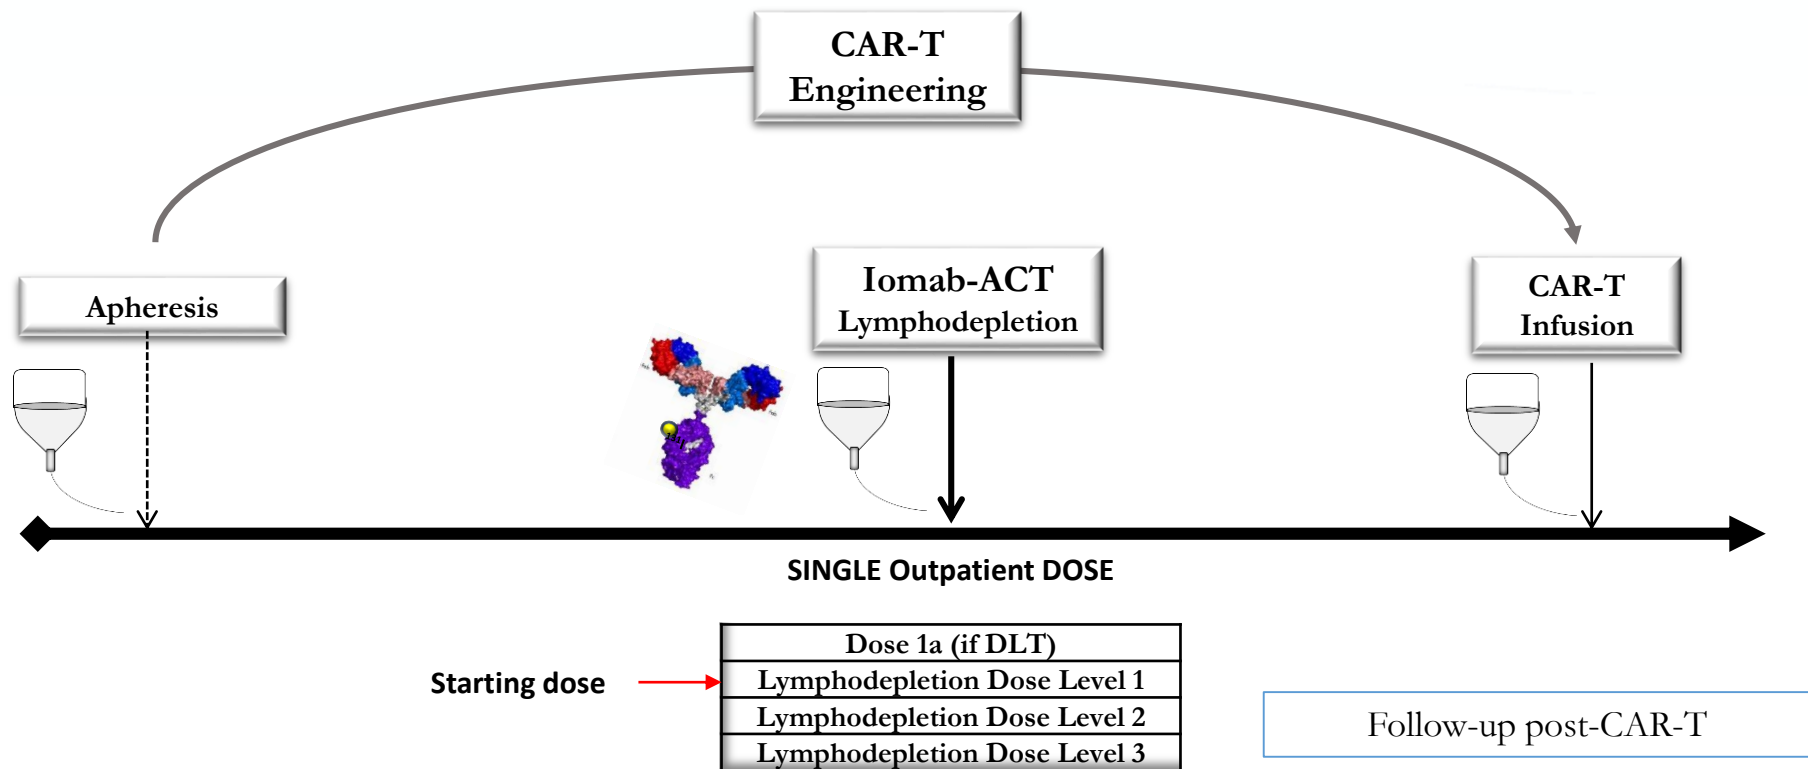 CAR-T
Engineering
Apheresis
Iomab-ACT
Lymphodepletion
CAR-T
Infusion
SINGLE Outpatient DOSE
Starting dose
Dose 1a (if DLT)
Lymphodepletion Dose Level 1
Lymphodepletion Dose Level 2
Lymphodepletion Dose Level 3
Follow-up post-CAR-T